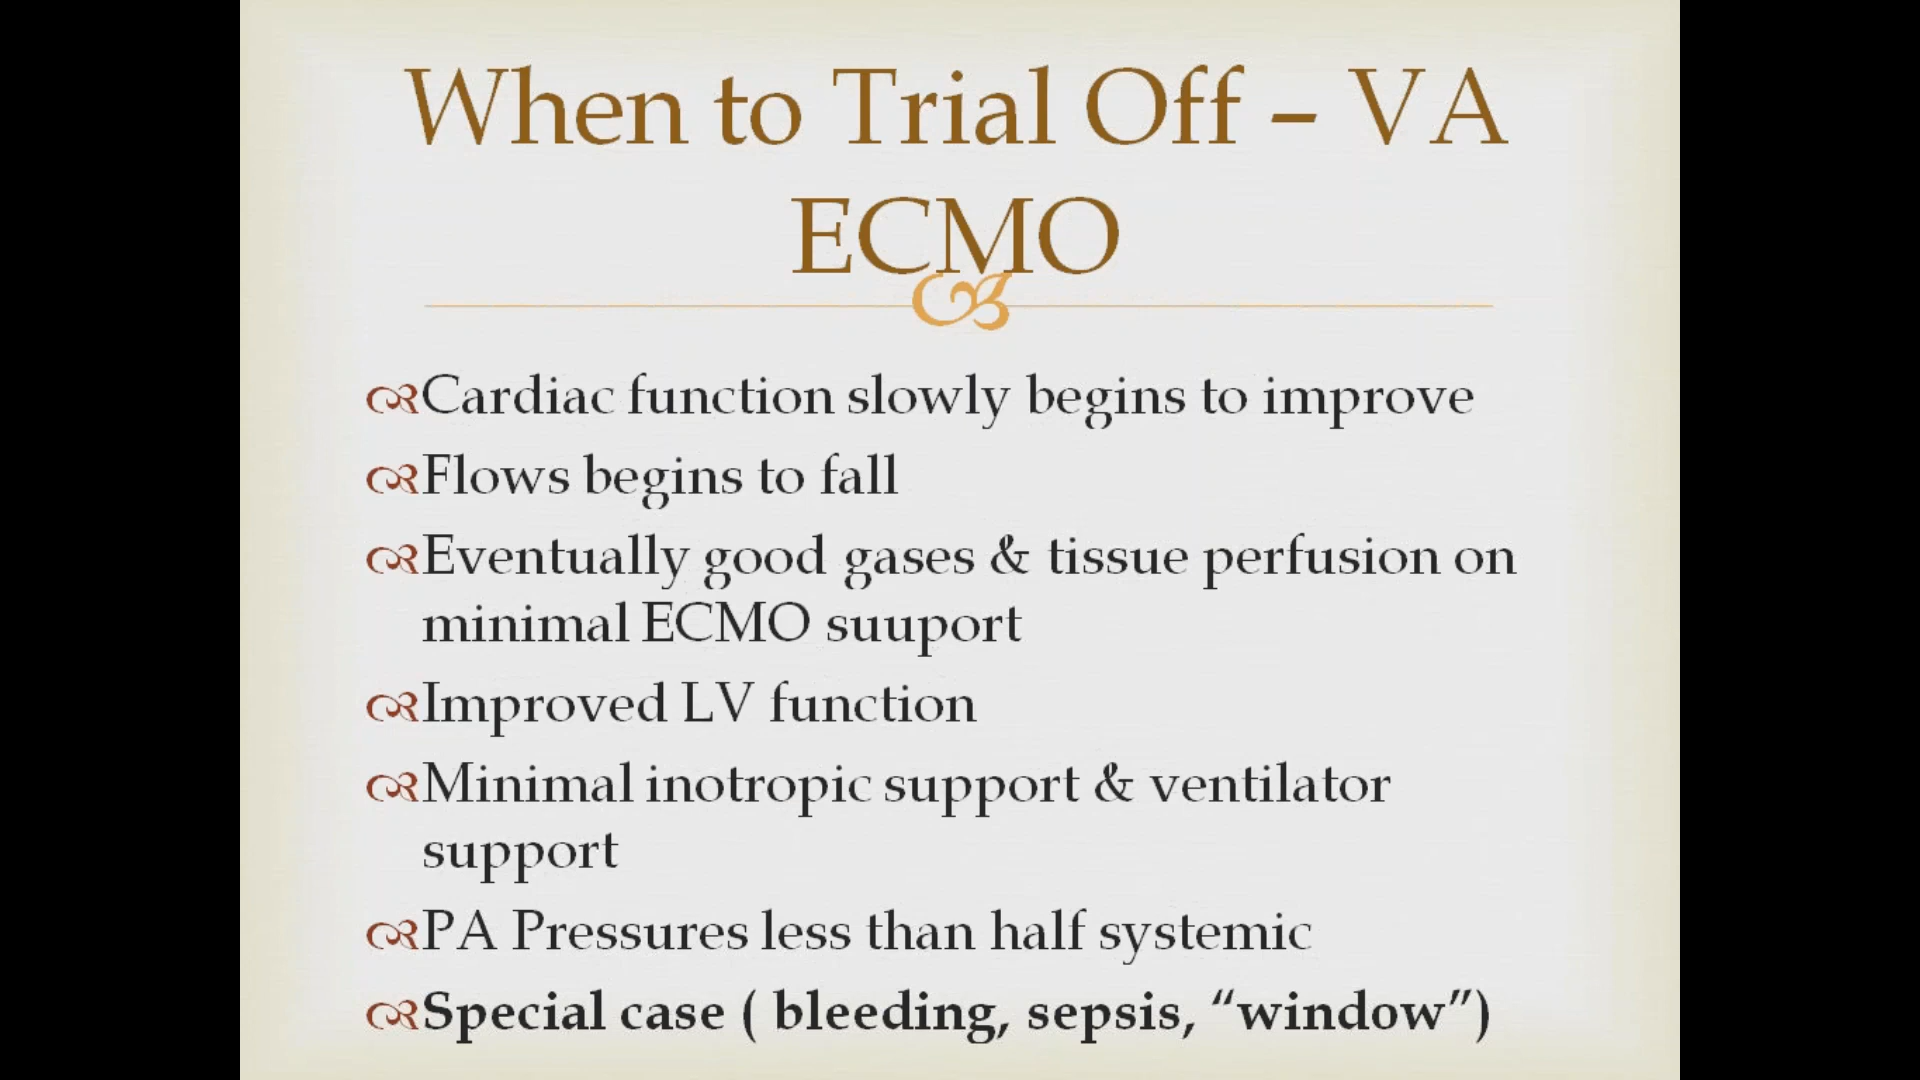 When to Trial Off – VA
ECMO
Cardiac function slowly begins to improve
Flows begins to fall
Eventually good gases & tissue perfusion on
minimal ECMO suuport
Improved LV function
Minimal inotropic support & ventilator
support
PA Pressures less than half systemic
Special case ( bleeding, sepsis, “window”)